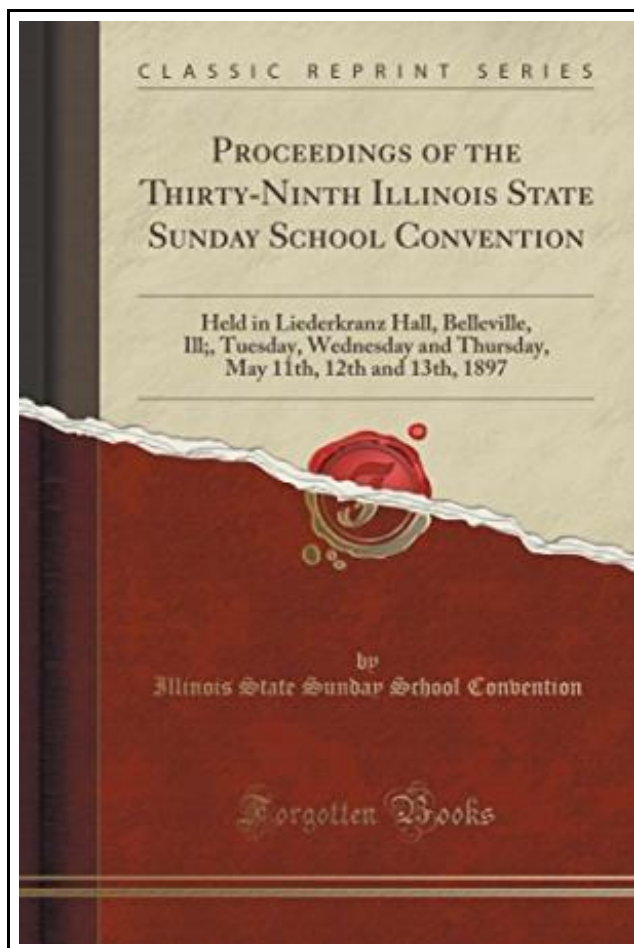 CLASSIC REPRINT SERIES
PROCEEDINGS OF THE
THIRTY-NINTH ILLINOIS STATE
SUNDAY SCHOOL CONVENTION
Held in Liederkranz Hall, Belleville,
Ill;, Tuesday, Wednesday and Thursday,
May 11th, 12th and 13th, 1897
by
Illinois State Sunday School Convention
Forgotten Books